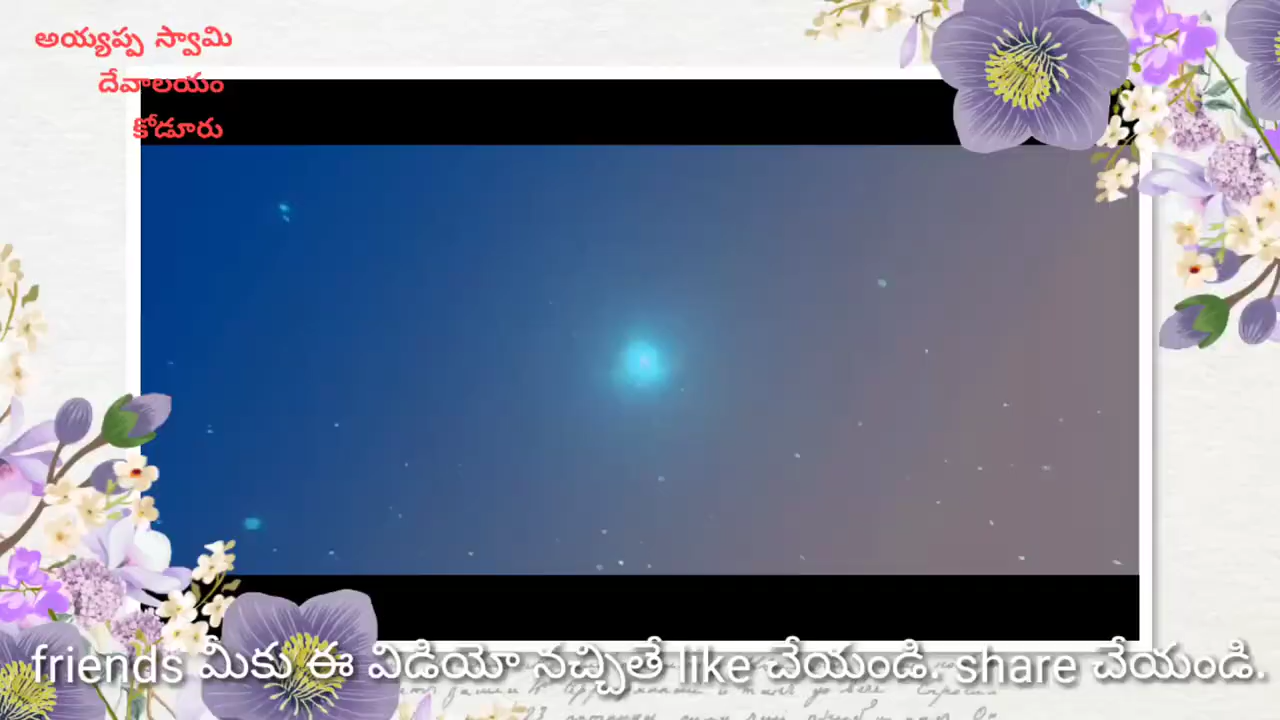 అయ్యప్ప స్వామి
దేవాలయం
కోడూరు
friends మీకు ఈ విడియో నచ్చితే like చేయండి. share చేయండి.